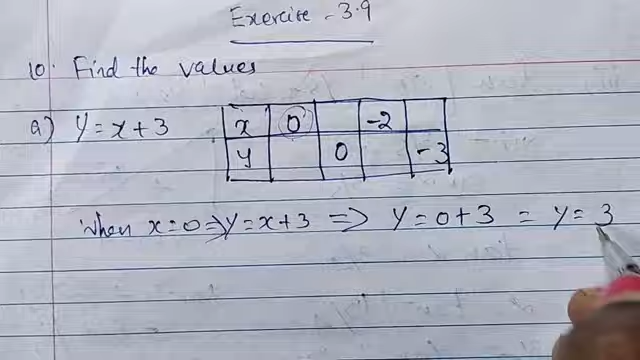 Exercise - 3.9
10. Find the values
a) y = x + 3
x 0 -2
y 0 -3
when x = 0 ⇒ y = x + 3 ⇒ y = 0 + 3 = y = 3